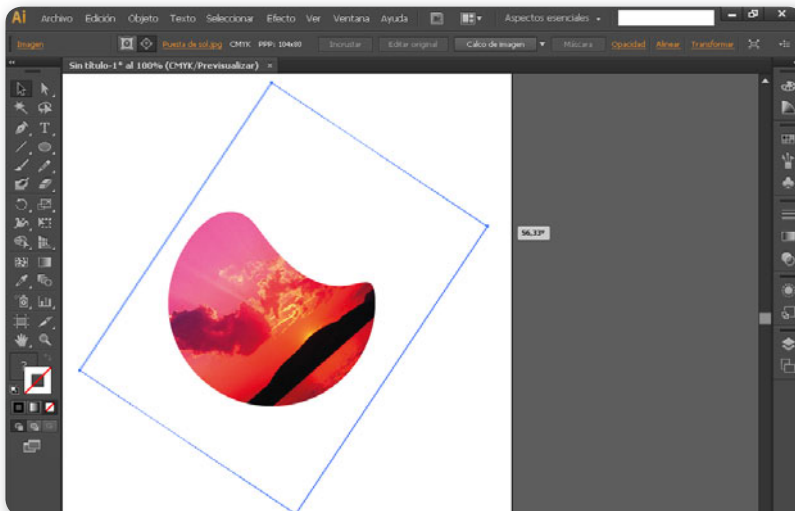 Ai Archivo Edición Objeto Texto Seleccionar Efecto Ver Ventana Ayuda Aspectos esenciales
Imagen Puesta de sol.jpg CMYK PPP: 104x80 Incrustar Editar original Calco de imagen Máscara Opacidad Alinear Transformar
Sin título-1* al 100% (CMYK/Previsualizar) ×
56,33°
?